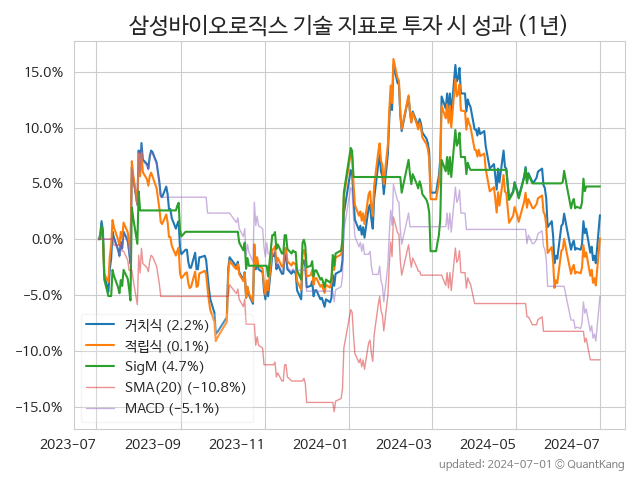 삼성바이오로직스 기술 지표로 투자 시 성과 (1년)
15.0%
10.0%
5.0%
0.0%
−5.0%
−10.0%
−15.0%
거치식 (2.2%)
적립식 (0.1%)
SigM (4.7%)
SMA(20) (−10.8%)
MACD (−5.1%)
2023-07 2023-09 2023-11 2024-01 2024-03 2024-05 2024-07
updated: 2024-07-01 © QuantKang